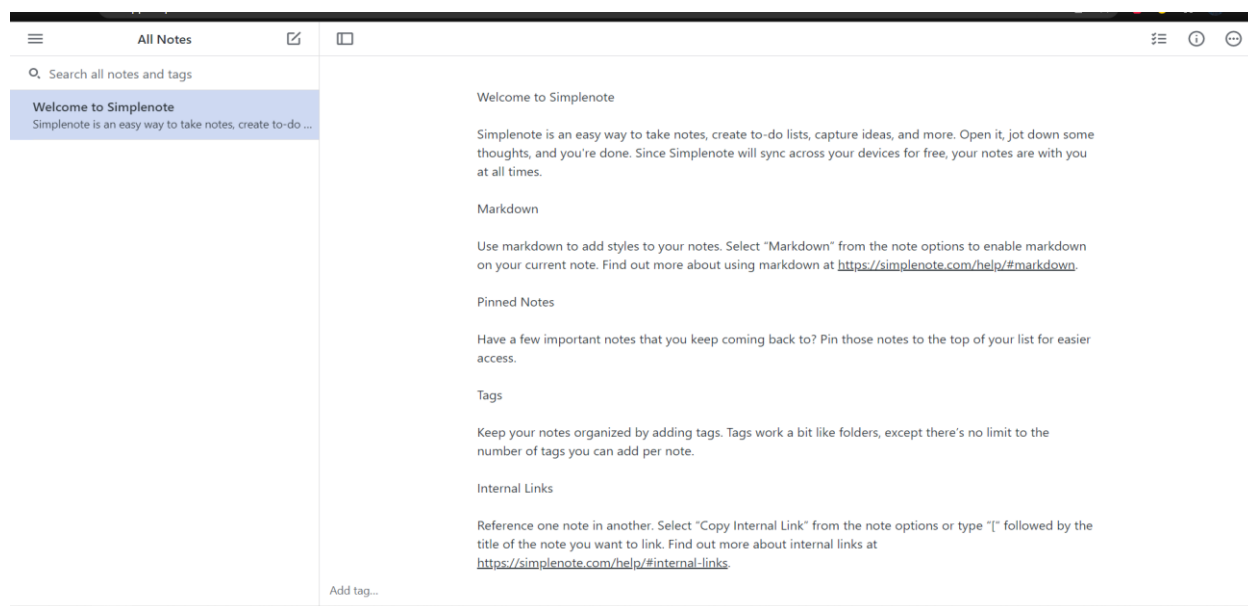 All Notes
Search all notes and tags
Welcome to Simplenote
Simplenote is an easy way to take notes, create to-do ...
Welcome to Simplenote
Simplenote is an easy way to take notes, create to-do lists, capture ideas, and more. Open it, jot down some
thoughts, and you're done. Since Simplenote will sync across your devices for free, your notes are with you
at all times.
Markdown
Use markdown to add styles to your notes. Select "Markdown" from the note options to enable markdown
on your current note. Find out more about using markdown at https://simplenote.com/help/#markdown.
Pinned Notes
Have a few important notes that you keep coming back to? Pin those notes to the top of your list for easier
access.
Tags
Keep your notes organized by adding tags. Tags work a bit like folders, except there's no limit to the
number of tags you can add per note.
Internal Links
Reference one note in another. Select "Copy Internal Link" from the note options or type "[" followed by the
title of the note you want to link. Find out more about internal links at
https://simplenote.com/help/#internal-links.
Add tag...